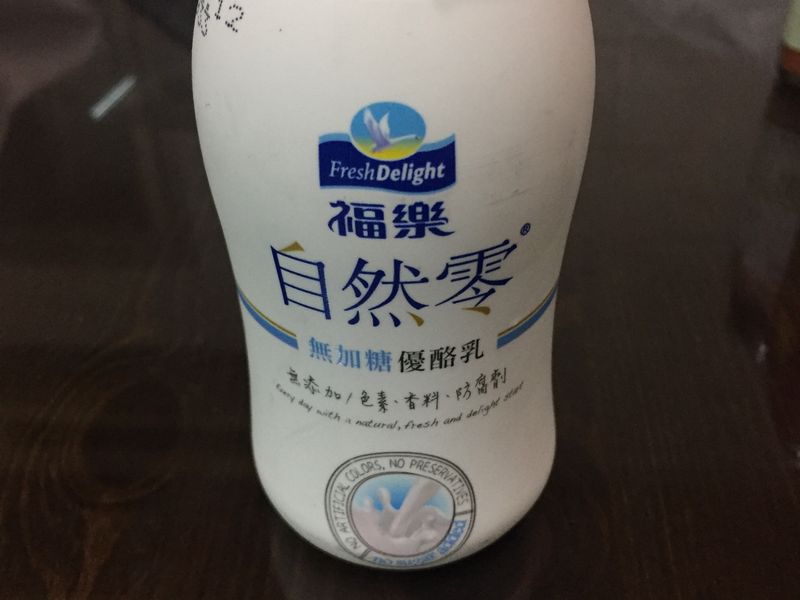 FreshDelight
福樂
自然零®
無加糖優酪乳
無添加/色素、香料、防腐劑
Every day with a natural, fresh and delight start
NO ARTIFICIAL COLORS, NO PRESERVATIVES